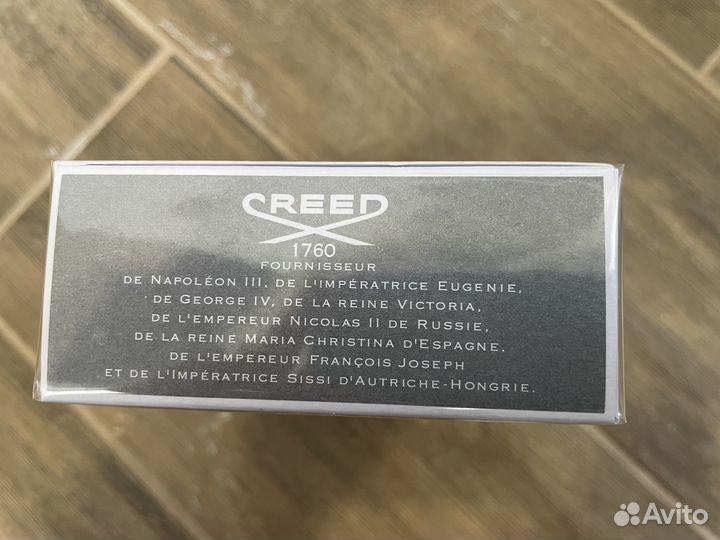 CREED
1760
FOURNISSEUR
DE NAPOLÉON III, DE L'IMPÉRATRICE EUGENIE,
DE GEORGE IV, DE LA REINE VICTORIA,
DE L'EMPEREUR NICOLAS II DE RUSSIE,
DE LA REINE MARIA CHRISTINA D'ESPAGNE,
DE L'EMPEREUR FRANÇOIS JOSEPH
ET DE L'IMPÉRATRICE SISSI D'AUTRICHE-HONGRIE.
Avito